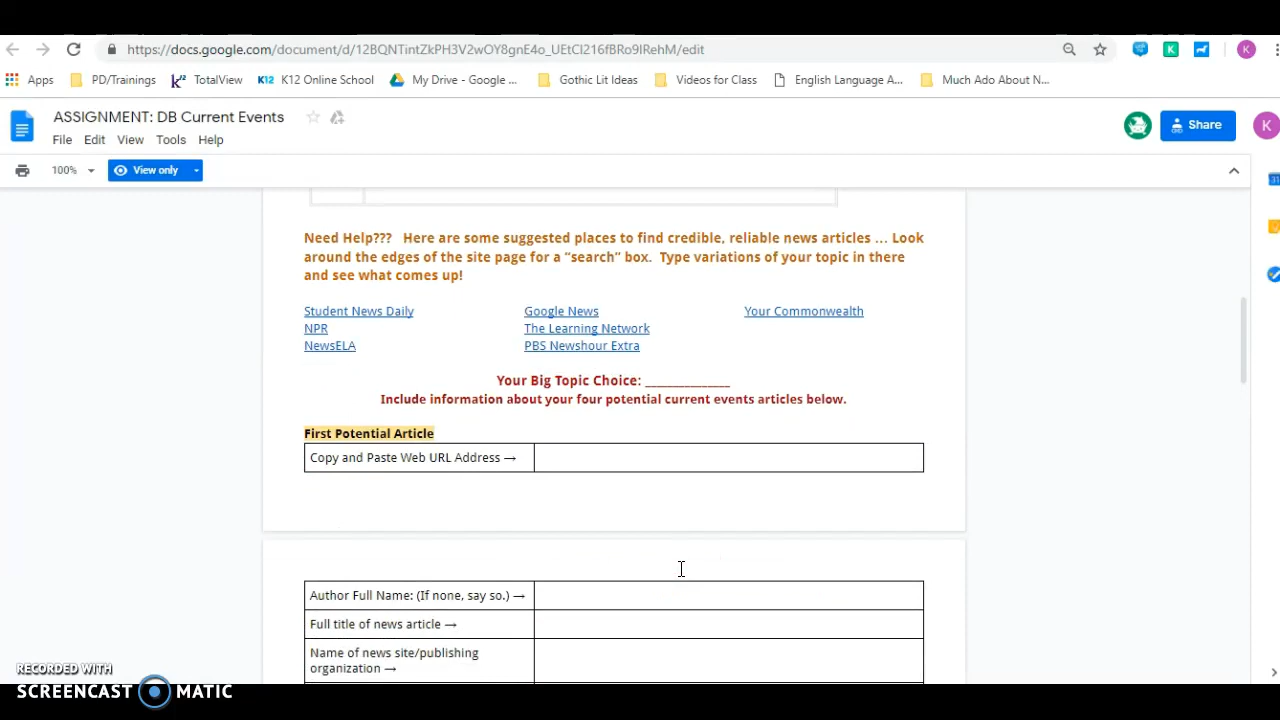 https://docs.google.com/document/d/12BQNTintZkPH3V2wOY8gnE4o_UEtCl216fBRo9lRehM/edit
K
K
Apps PD/Trainings TotalView K12 K12 Online School My Drive - Google ... Gothic Lit Ideas Videos for Class English Language A... Much Ado About N...
ASSIGNMENT: DB Current Events
File Edit View Tools Help
Share
K
100% View only
31
Need Help??? Here are some suggested places to find credible, reliable news articles ... Look
around the edges of the site page for a “search” box. Type variations of your topic in there
and see what comes up!
Student News Daily Google News Your Commonwealth
NPR The Learning Network
NewsELA PBS Newshour Extra
Your Big Topic Choice: ______________
Include information about your four potential current events articles below.
First Potential Article
Copy and Paste Web URL Address →
Author Full Name: (If none, say so.) →
Full title of news article →
Name of news site/publishing
organization →
RECORDED WITH
SCREENCAST MATIC